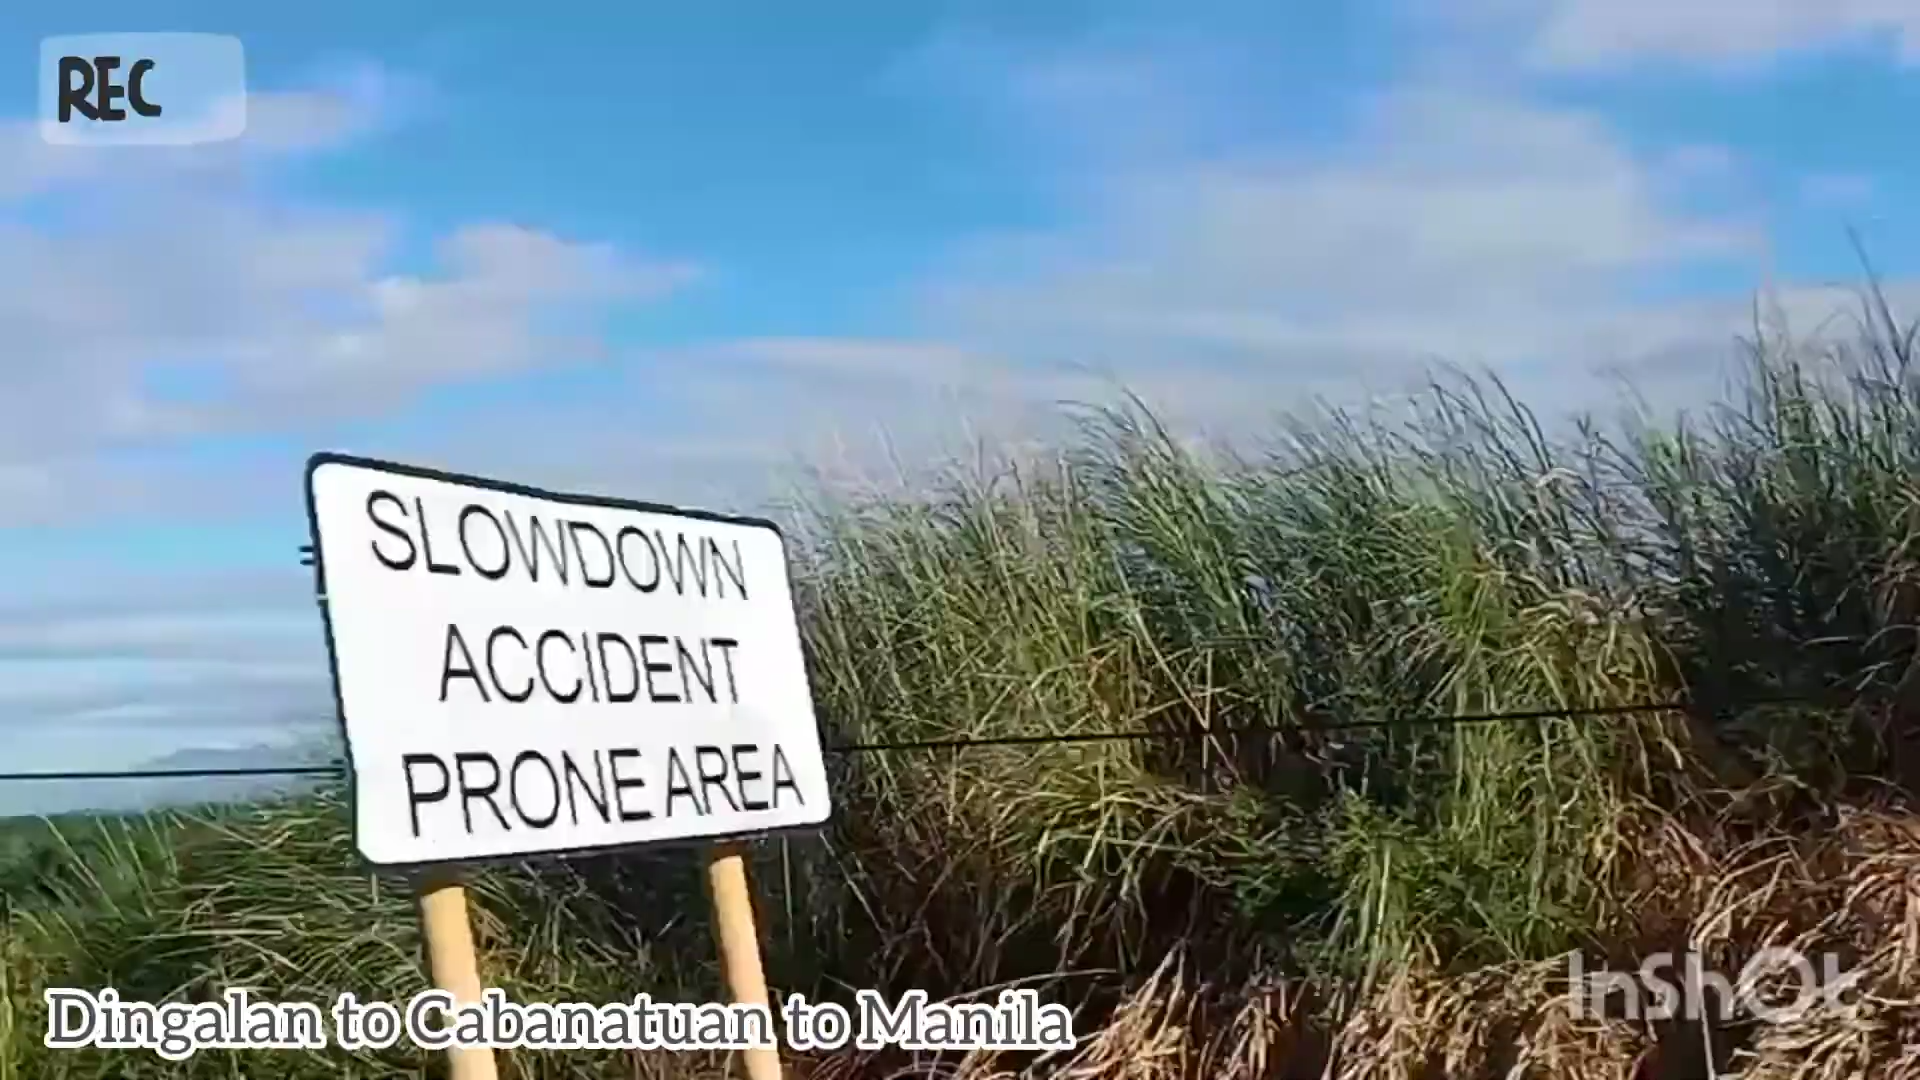 REC
SLOWDOWN
ACCIDENT
PRONE AREA
Dingalan to Cabanatuan to Manila
InShOt